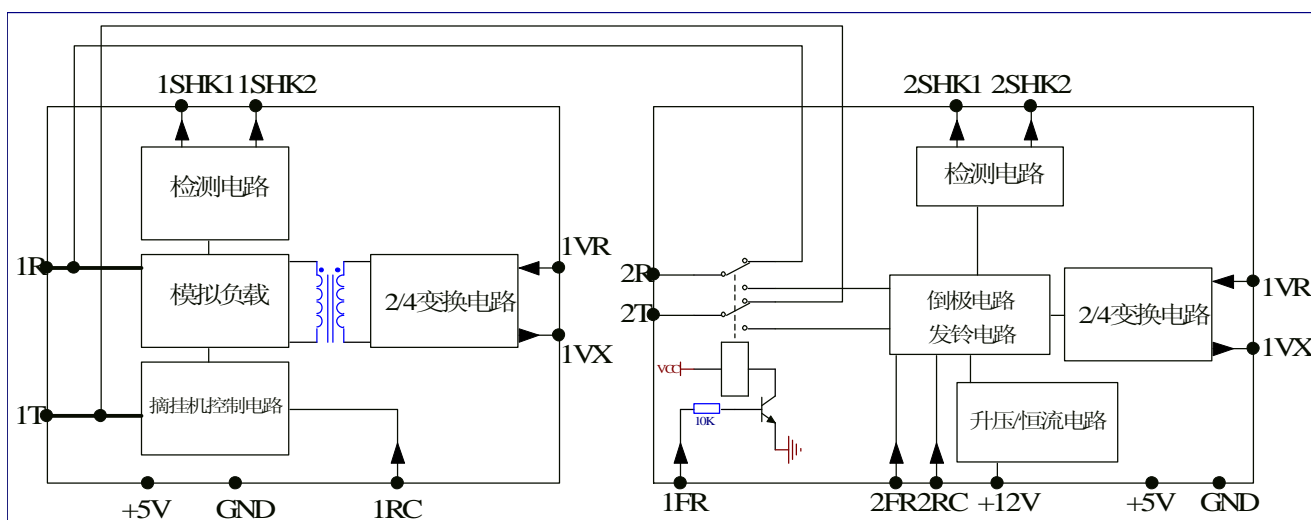 1SHK1 1SHK2
2SHK1 2SHK2
检测电路
检测电路
1R
模拟负载
2/4变换电路
1VR
1VX
2R
2T
倒极电路
发铃电路
2/4变换电路
1VR
1VX
1T
摘挂机控制电路
VCC
10K
升压/恒流电路
+5V
GND
1RC
1FR
2FR 2RC
+12V
+5V
GND